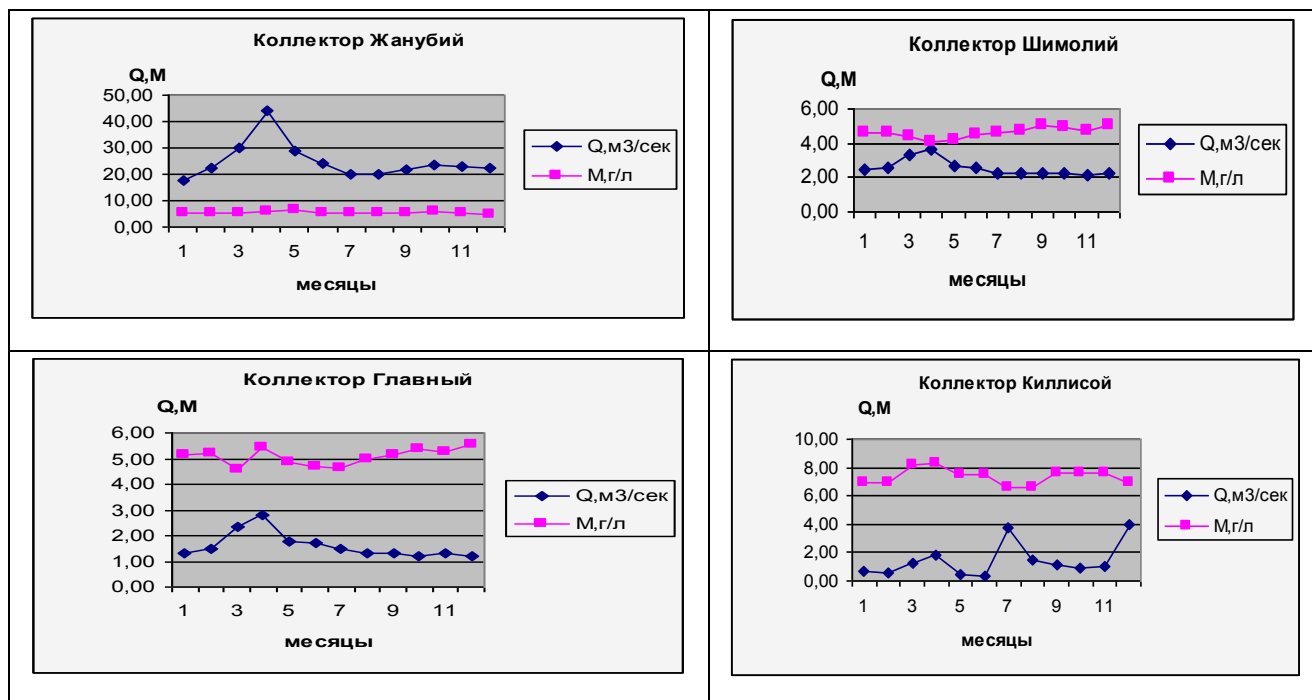 Коллектор Жанубий
Q,М
50,00
40,00
30,00
20,00
10,00
0,00
1 3 5 7 9 11
месяцы
Q,м3/сек
М,г/л
Коллектор Шимолий
Q,М
6,00
4,00
2,00
0,00
1 3 5 7 9 11
месяцы
Q,м3/сек
М,г/л
Коллектор Главный
Q,М
6,00
5,00
4,00
3,00
2,00
1,00
0,00
1 3 5 7 9 11
месяцы
Q,м3/сек
М,г/л
Коллектор Киллисой
Q,М
10,00
8,00
6,00
4,00
2,00
0,00
1 3 5 7 9 11
месяцы
Q,м3/сек
М,г/л